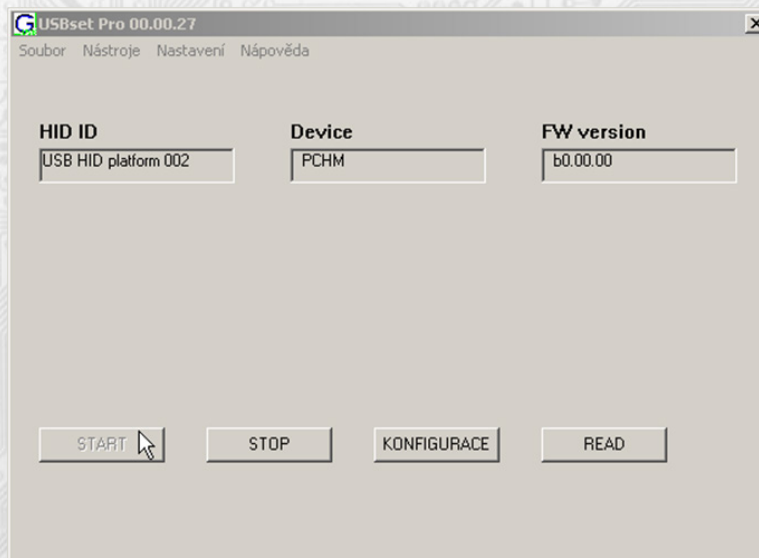 USBset Pro 00.00.27
Soubor Nástroje Nastavení Nápověda
HID ID Device FW version
USB HID platform 002 PCHM b0.00.00
START STOP KONFIGURACE READ